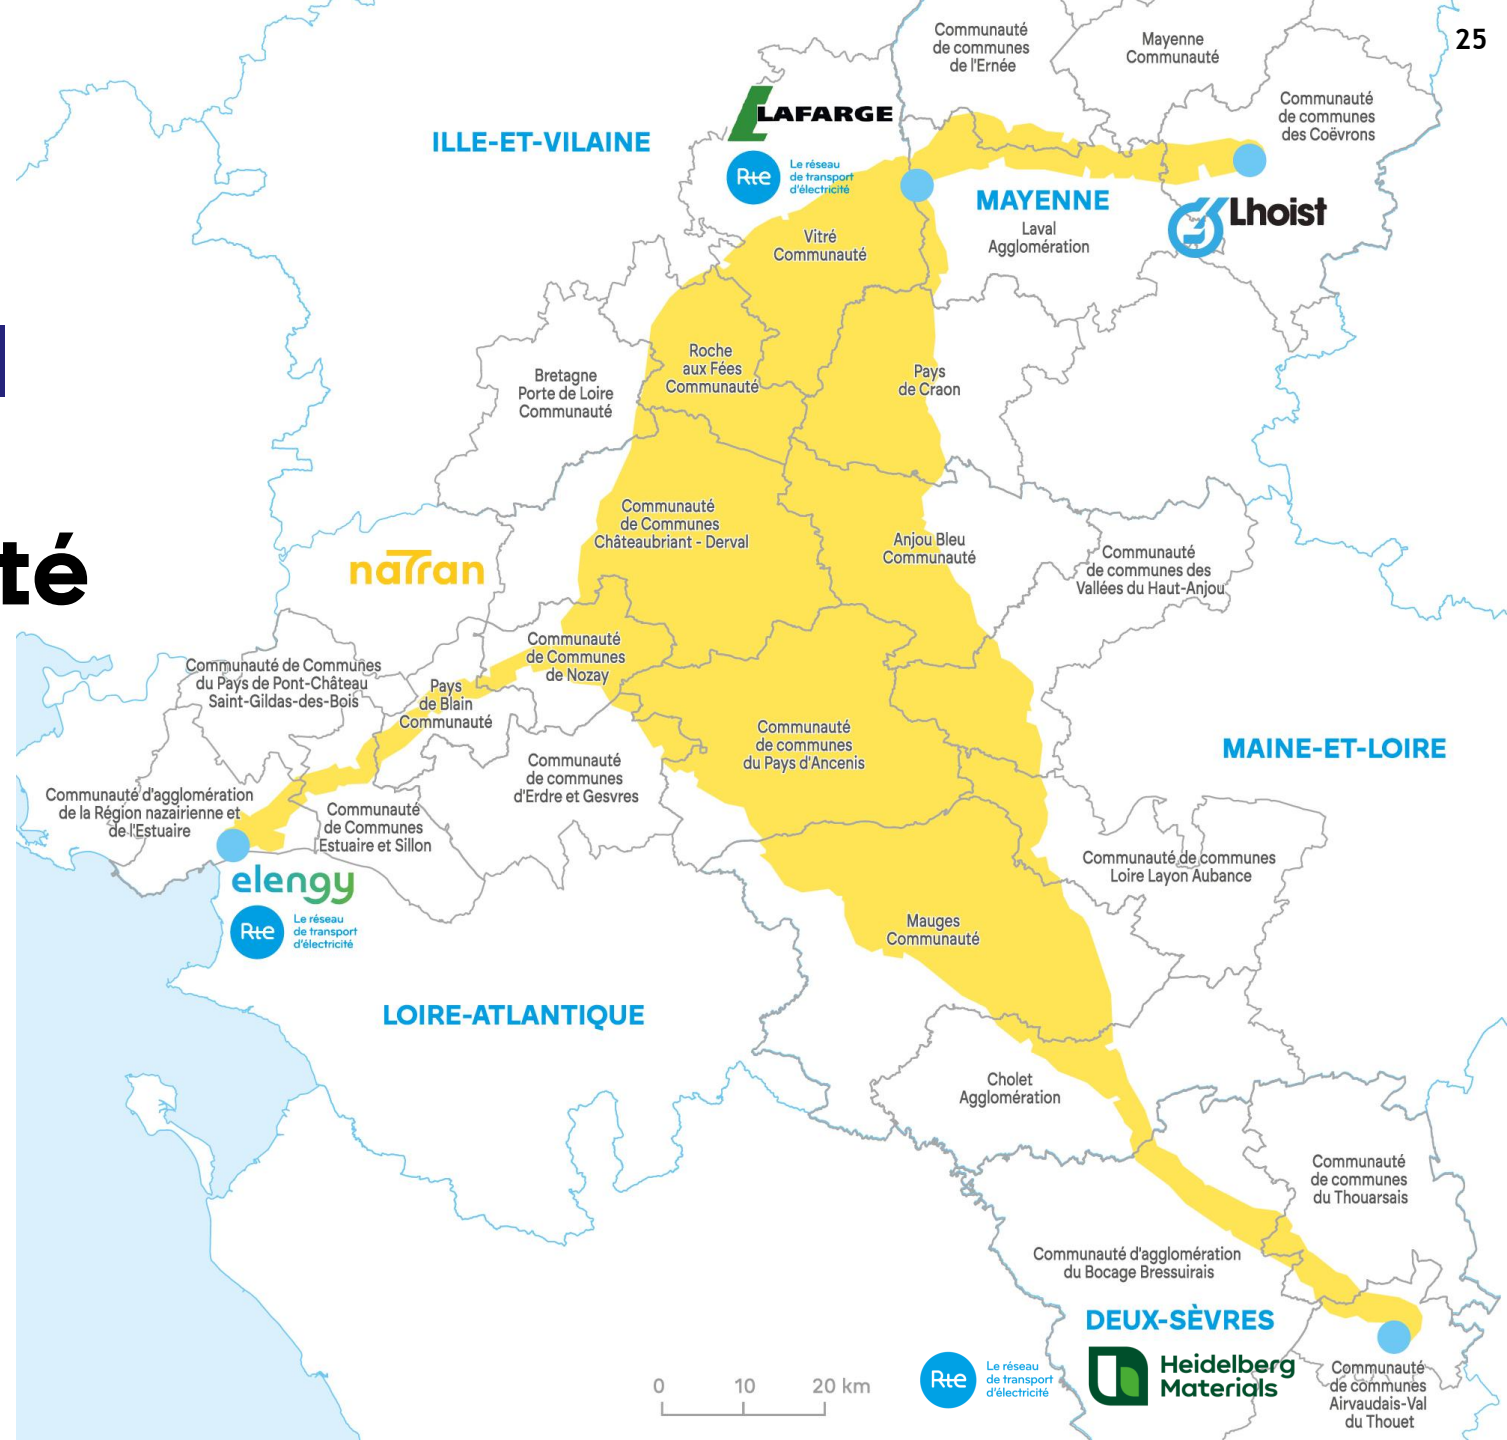 25
Communauté
de communes
de l'Ernée
Mayenne
Communauté
Communauté
de communes
des Coëvrons
LAFARGE
ILLE-ET-VILAINE
Rte
Le réseau
de transport
d'électricité
MAYENNE
Laval
Agglomération
Lhoist
Vitré
Communauté
Roche
aux Fées
Communauté
Pays
de Craon
Bretagne
Porte de Loire
Communauté
Communauté
de Communes
Châteaubriant - Derval
Anjou Bleu
Communauté
Communauté
de communes des
Vallées du Haut-Anjou
naTran
té
Communauté
de Communes
de Nozay
Communauté de Communes
du Pays de Pont-Château
Saint-Gildas-des-Bois
Pays
de Blain
Communauté
Communauté
de communes
du Pays d'Ancenis
MAINE-ET-LOIRE
Communauté
de communes
d'Erdre et Gesvres
Communauté d'agglomération
de la Région nazairienne et
de l'Estuaire
Communauté
de Communes
Estuaire et Sillon
Communauté de communes
Loire Layon Aubance
elengy
Rte
Le réseau
de transport
d'électricité
Mauges
Communauté
LOIRE-ATLANTIQUE
Cholet
Agglomération
Communauté
de communes
du Thouarsais
Communauté d'agglomération
du Bocage Bressuirais
DEUX-SÈVRES
Rte
Le réseau
de transport
d'électricité
Heidelberg
Materials
Communauté
de communes
Airvaudais-Val
du Thouet
0 10 20 km